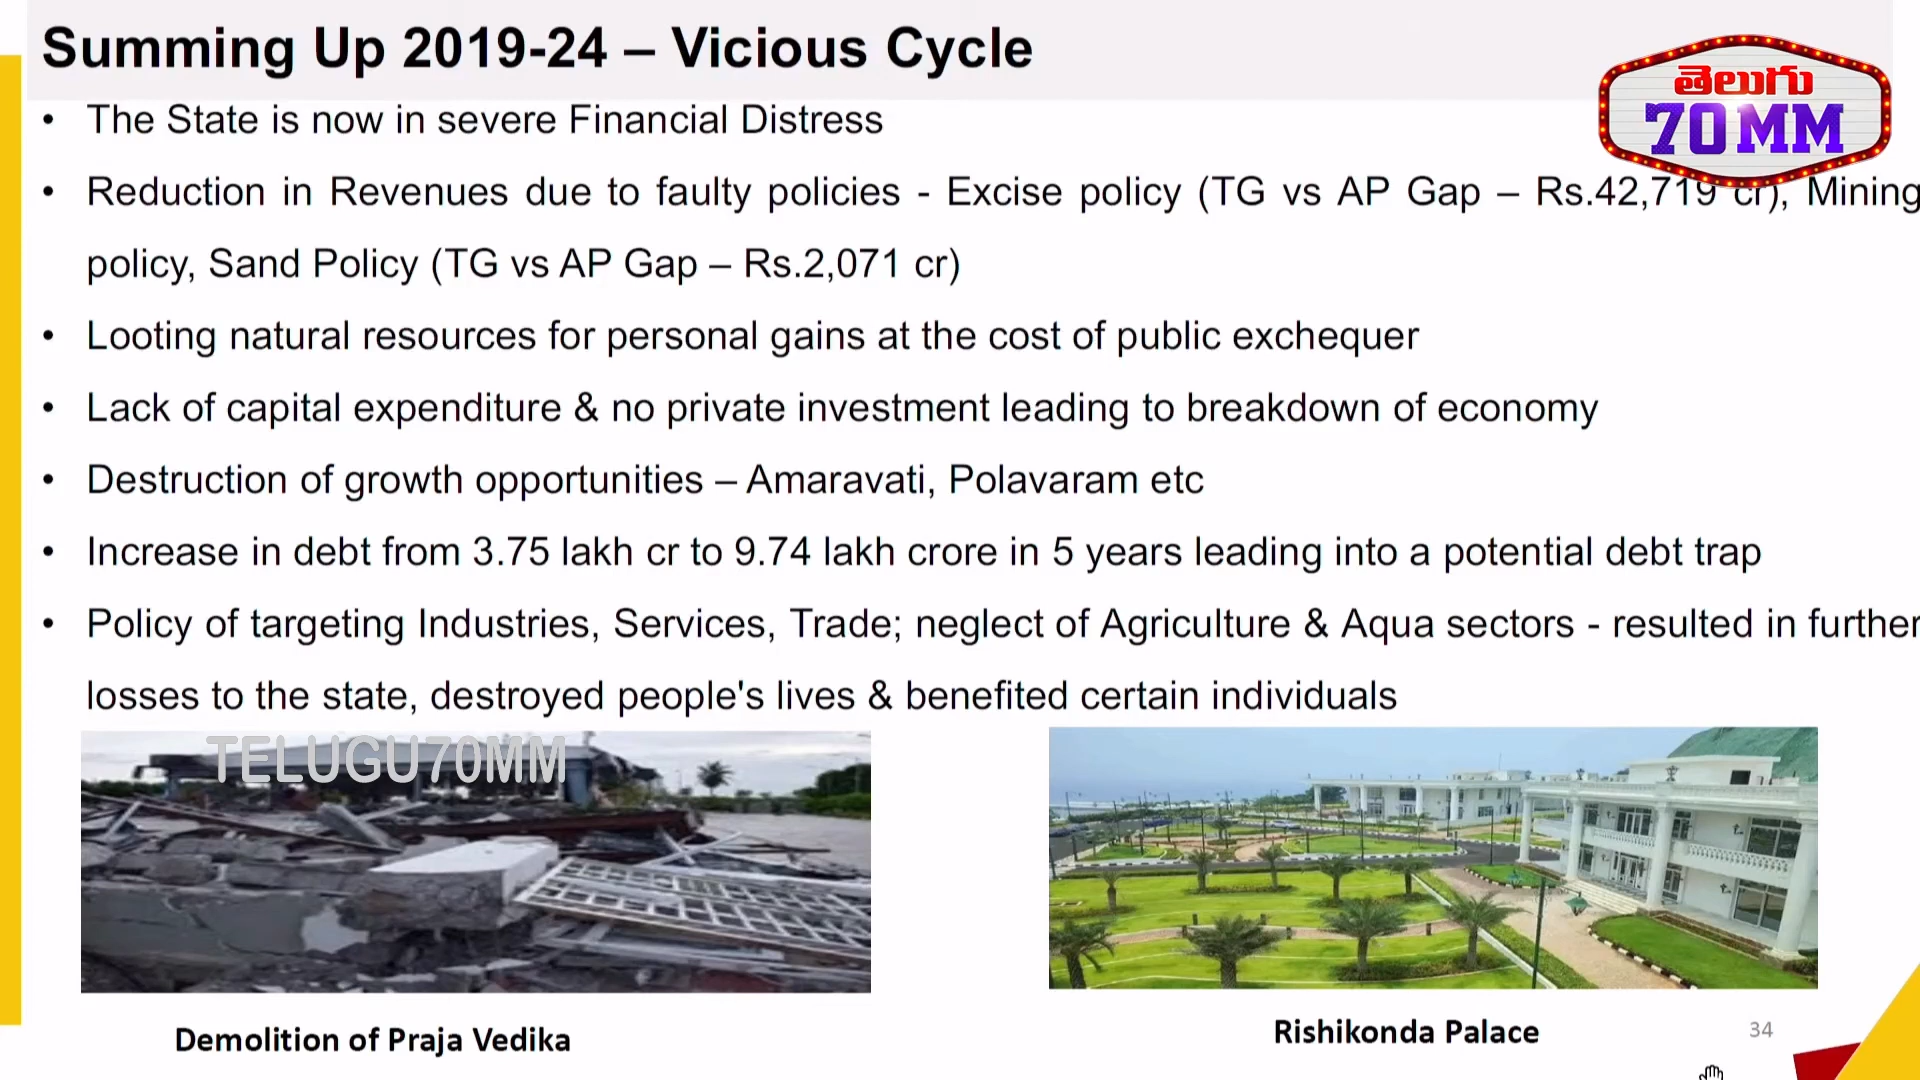 Summing Up 2019-24 – Vicious Cycle
తెలుగు
70MM
• The State is now in severe Financial Distress
• Reduction in Revenues due to faulty policies - Excise policy (TG vs AP Gap – Rs.42,719 cr), Mining
policy, Sand Policy (TG vs AP Gap – Rs.2,071 cr)
• Looting natural resources for personal gains at the cost of public exchequer
• Lack of capital expenditure & no private investment leading to breakdown of economy
• Destruction of growth opportunities – Amaravati, Polavaram etc
• Increase in debt from 3.75 lakh cr to 9.74 lakh crore in 5 years leading into a potential debt trap
• Policy of targeting Industries, Services, Trade; neglect of Agriculture & Aqua sectors - resulted in further
losses to the state, destroyed people's lives & benefited certain individuals
TELUGU70MM
Demolition of Praja Vedika
Rishikonda Palace
34